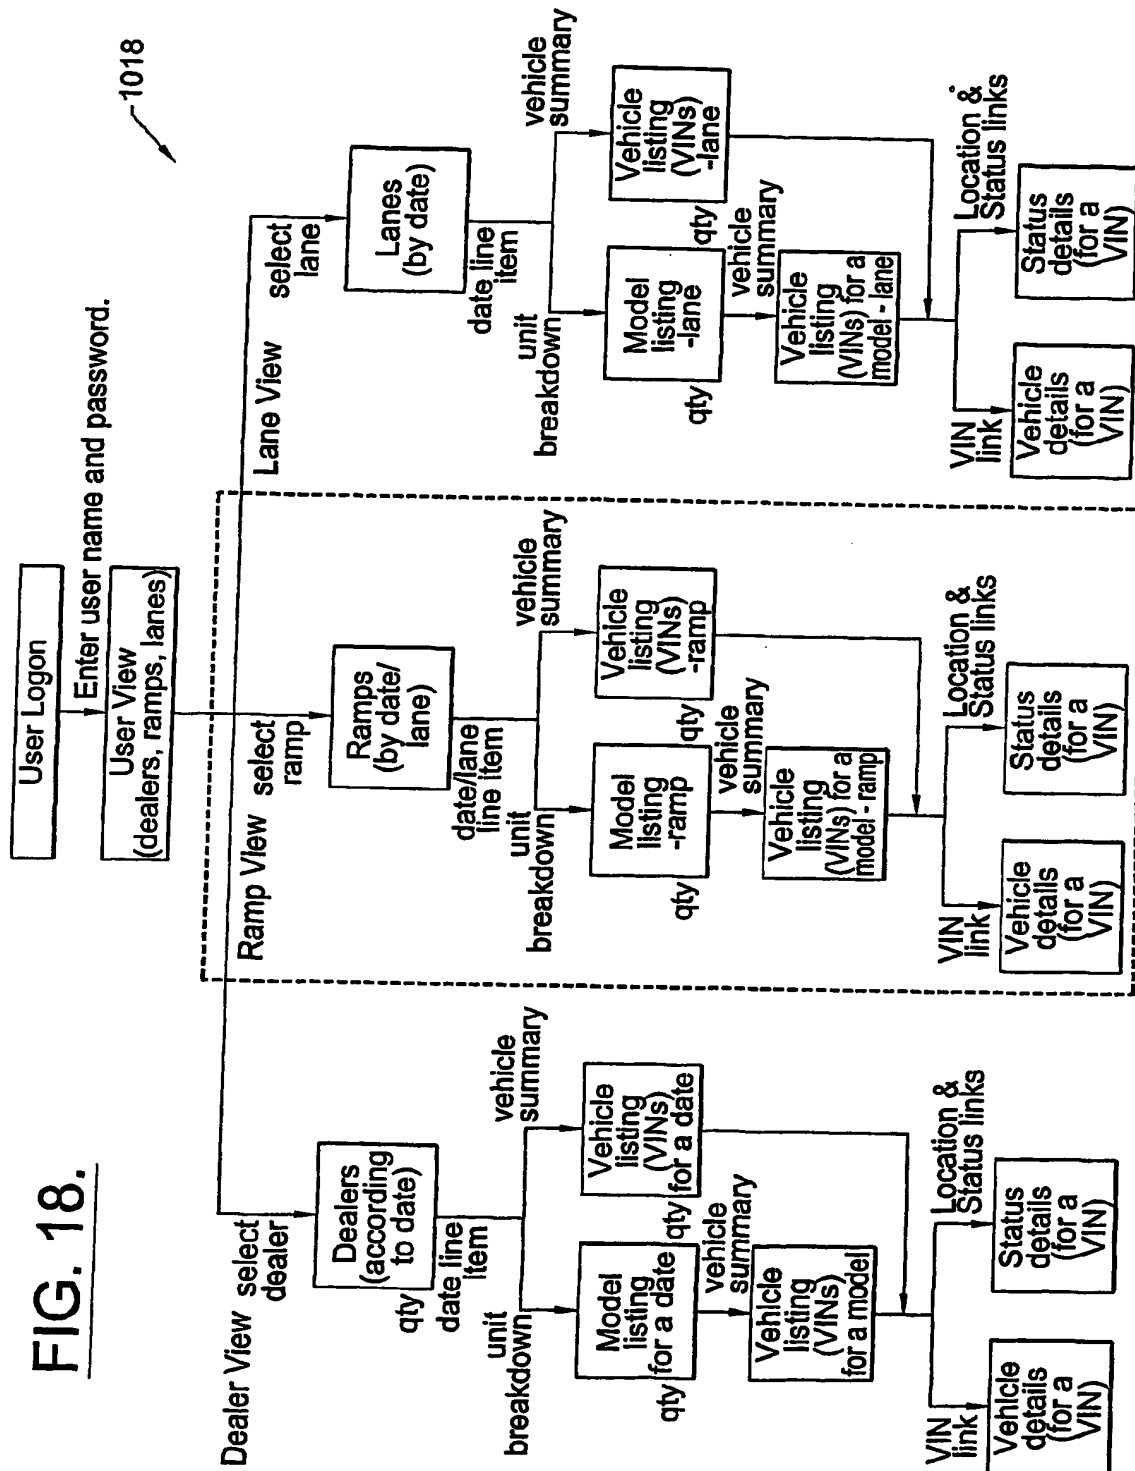 FIG. 18.
1018
User Logon
Enter user name and password.
User View
(dealers, ramps, lanes)
Dealer View
select
dealer
Dealers
(according
to date)
qty
date line
item
unit
breakdown
vehicle
summary
Model
listing
for a date
qty
Vehicle
listing
(VINs)
for a date
qty
vehicle
summary
Vehicle
listing
(VINs)
for a model
VIN
link
Location &
Status links
Vehicle
details
(for a
VIN)
Status
details
(for a
VIN)
Ramp View
select
ramp
Ramps
(by date/
lane)
date/lane
line item
unit
breakdown
vehicle
summary
Model
listing
-ramp
qty
Vehicle
listing
(VINs)
-ramp
qty
vehicle
summary
Vehicle
listing
(VINs) for a
model - ramp
VIN
link
Location &
Status links
Vehicle
details
(for a
VIN)
Status
details
(for a
VIN)
Lane View
select
lane
Lanes
(by date)
date line
item
unit
breakdown
vehicle
summary
Model
listing
-lane
qty
Vehicle
listing
(VINs)
-lane
qty
vehicle
summary
Vehicle
listing
(VINs) for a
model - lane
VIN
link
Location &
Status links
Vehicle
details
(for a
VIN)
Status
details
(for a
VIN)